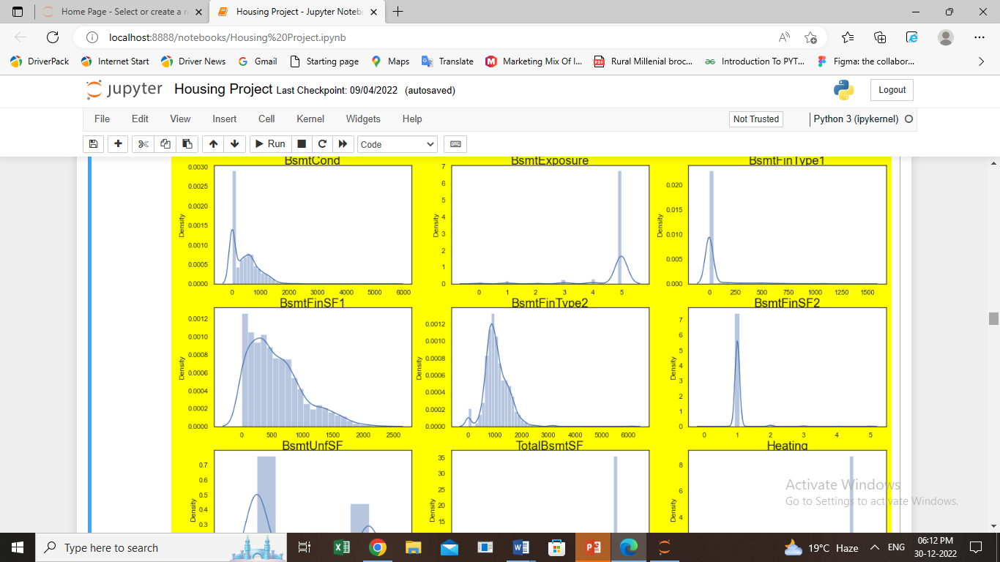 Home Page - Select or create a n
Housing Project - Jupyter Notebo
localhost:8888/notebooks/Housing%20Project.ipynb
DriverPack Internet Start Driver News Gmail Starting page Maps Translate Marketing Mix Of I... Rural Millenial broc... Introduction To PYT... Figma: the collabor...
jupyter Housing Project Last Checkpoint: 09/04/2022 (autosaved)
Logout
File Edit View Insert Cell Kernel Widgets Help
Not Trusted
Python 3 (ipykernel)
Run
Code
BsmtCond BsmtExposure BsmtFinType1
Density
0.0030
0.0025
0.0020
0.0015
0.0010
0.0005
0.0000
0 1000 2000 3000 4000 5000 6000
Density
7
6
5
4
3
2
1
0
0 1 2 3 4 5
Density
0.020
0.015
0.010
0.005
0.000
0 250 500 750 1000 1250 1500
BsmtFinSF1 BsmtFinType2 BsmtFinSF2
Density
0.0012
0.0010
0.0008
0.0006
0.0004
0.0002
0.0000
0 500 1000 1500 2000 2500
Density
0.0012
0.0010
0.0008
0.0006
0.0004
0.0002
0.0000
0 1000 2000 3000 4000 5000 6000
Density
7
6
5
4
3
2
1
0
0 1 2 3 4 5
BsmtUnfSF TotalBsmtSF Heating
Density
0.7
0.6
0.5
0.4
0.3
Density
35
30
25
20
15
Density
8
6
4
Activate Windows
Go to Settings to activate Windows.
Type here to search
19°C Haze
ENG
06:12 PM
30-12-2022